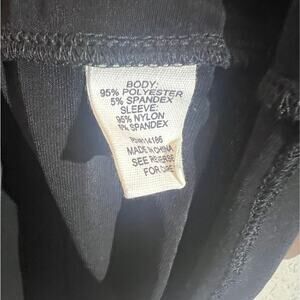 BODY:
95% POLYESTER
5% SPANDEX
SLEEVE:
95% NYLON
5% SPANDEX
MADE IN CHINA
SEE REVERSE
FOR CARE